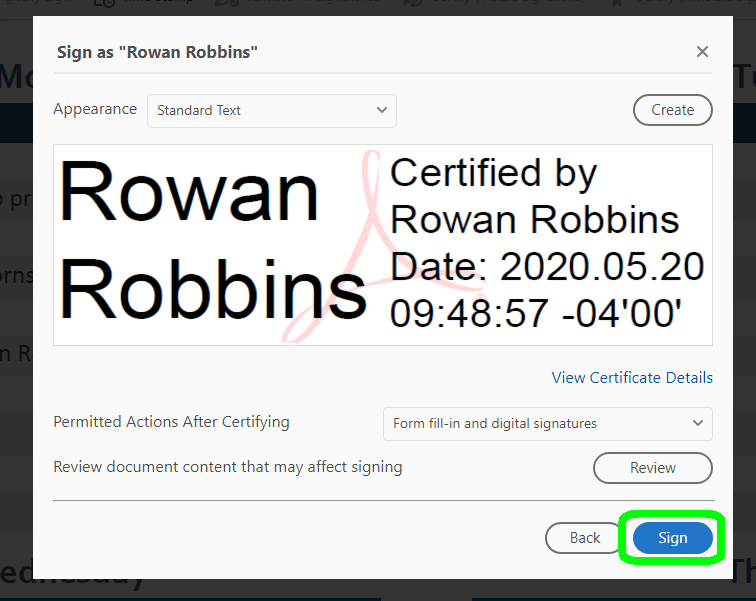 Sign as "Rowan Robbins"
Appearance
Standard Text
Create
Rowan
Robbins
Certified by
Rowan Robbins
Date: 2020.05.20
09:48:57 -04'00'
View Certificate Details
Permitted Actions After Certifying
Form fill-in and digital signatures
Review document content that may affect signing
Review
Back
Sign